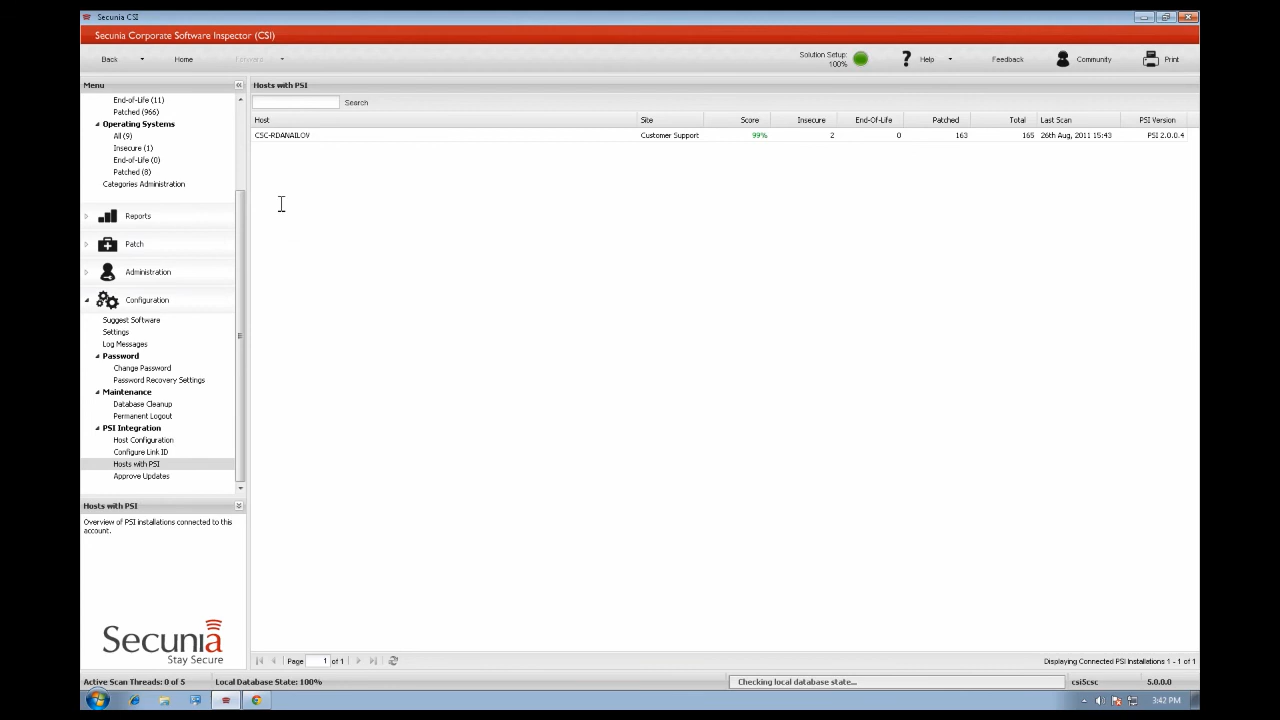 Secunia CSI
Secunia Corporate Software Inspector (CSI)
Back Home Forward Solution Setup: 100% Help Feedback Community Print
Menu
End-of-Life (11)
Patched (966)
Operating Systems
All (9)
Insecure (1)
End-of-Life (0)
Patched (8)
Categories Administration
Reports
Patch
Administration
Configuration
Suggest Software
Settings
Log Messages
Password
Change Password
Password Recovery Settings
Maintenance
Database Cleanup
Permanent Logout
PSI Integration
Host Configuration
Configure Link ID
Hosts with PSI
Approve Updates
Hosts with PSI
Overview of PSI installations connected to this
account.
Secunia
Stay Secure
Hosts with PSI
Search
Host Site Score Insecure End-Of-Life Patched Total Last Scan PSI Version
CSC-RDANAILOV Customer Support 99% 2 0 163 165 26th Aug, 2011 15:43 PSI 2.0.0.4
Page 1 of 1 Displaying Connected PSI Installations 1 - 1 of 1
Active Scan Threads: 0 of 5 Local Database State: 100% Checking local database state... csi5csc 5.0.0.0
3:42 PM